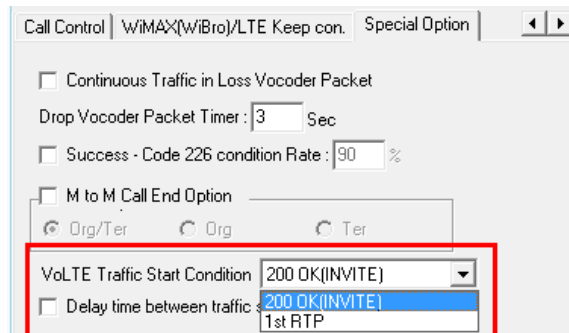 Call Control WiMAX(WiBro)/LTE Keep con. Special Option
Continuous Traffic in Loss Vocoder Packet
Drop Vocoder Packet Timer : 3 Sec
Success - Code 226 condition Rate : 90 %
M to M Call End Option
Org/Ter Org Ter
VoLTE Traffic Start Condition 200 OK(INVITE)
Delay time between traffic 200 OK(INVITE)
1st RTP